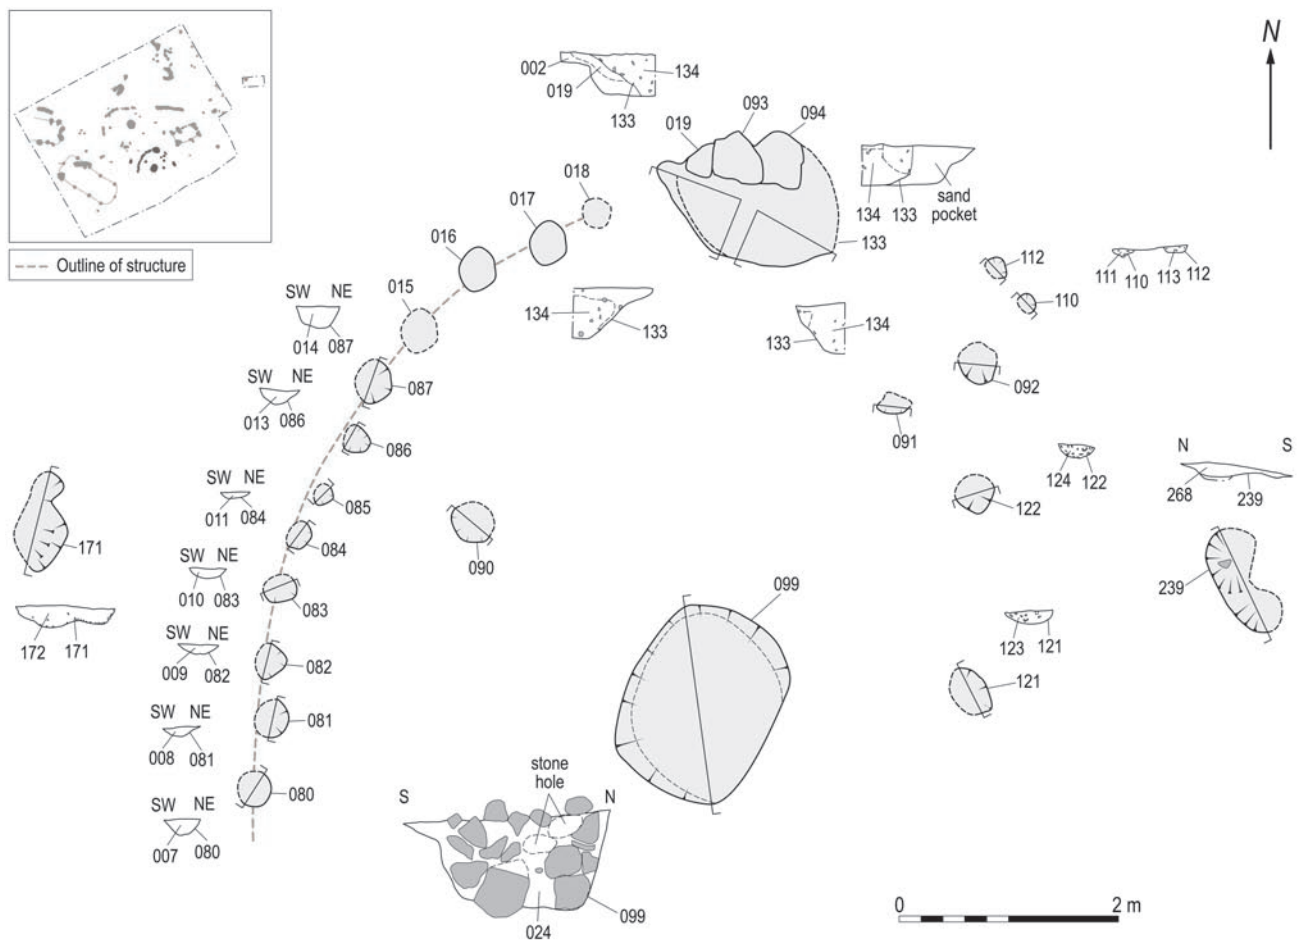 N
002
019
134
133
093
019
094
134
133
sand
pocket
133
018
017
016
Outline of structure
015
SW NE
014 087
134
133
133
134
112
110
111 110 113 112
087
SW NE
013 086
086
092
091
SW NE
011 084
085
084
090
124 122
122
N S
268 239
171
SW NE
010 083
083
172 171
239
099
SW NE
009 082
082
123 121
121
SW NE
008 081
081
080
SW NE
007 080
stone
hole
S N
099
024
0 2 m